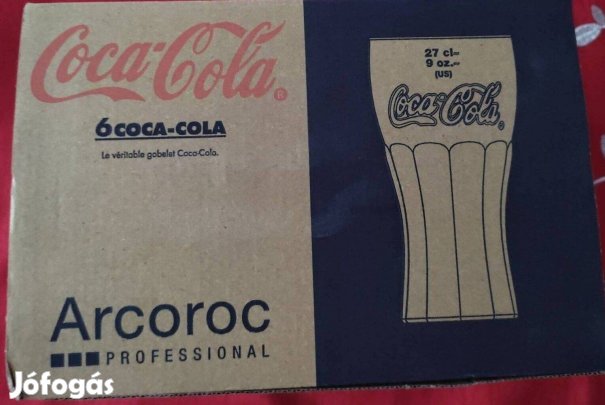 Coca-Cola®
6 COCA-COLA
Le véritable gobelet Coca-Cola.
Arcoroc
PROFESSIONAL
27 cl≃
9 oz.≃
(US)
Coca-Cola®
Jófogás